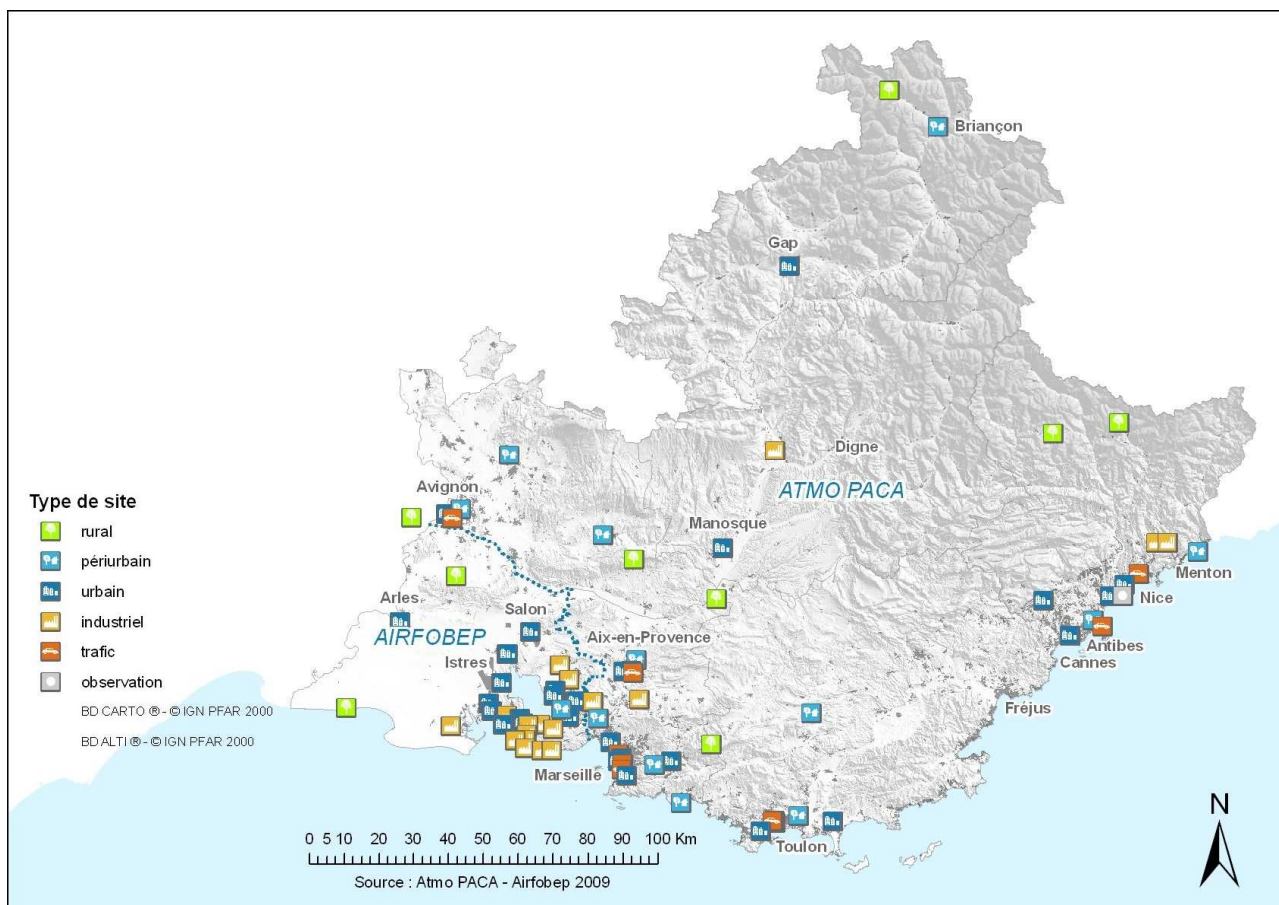 Briançon
Gap
Digne
ATMO PACA
Avignon
Manosque
Menton
Nice
Arles
Salon
AIRFOBEP
Aix-en-Provence
Istres
Antibes
Cannes
Fréjus
Marseille
Toulon
Type de site
rural
périurbain
urbain
industriel
trafic
observation
BD CARTO ® - © IGN PFAR 2000
BD ALTI ® - © IGN PFAR 2000
0 5 10 20 30 40 50 60 70 80 90 100 Km
Source : Atmo PACA - Airfobep 2009
N